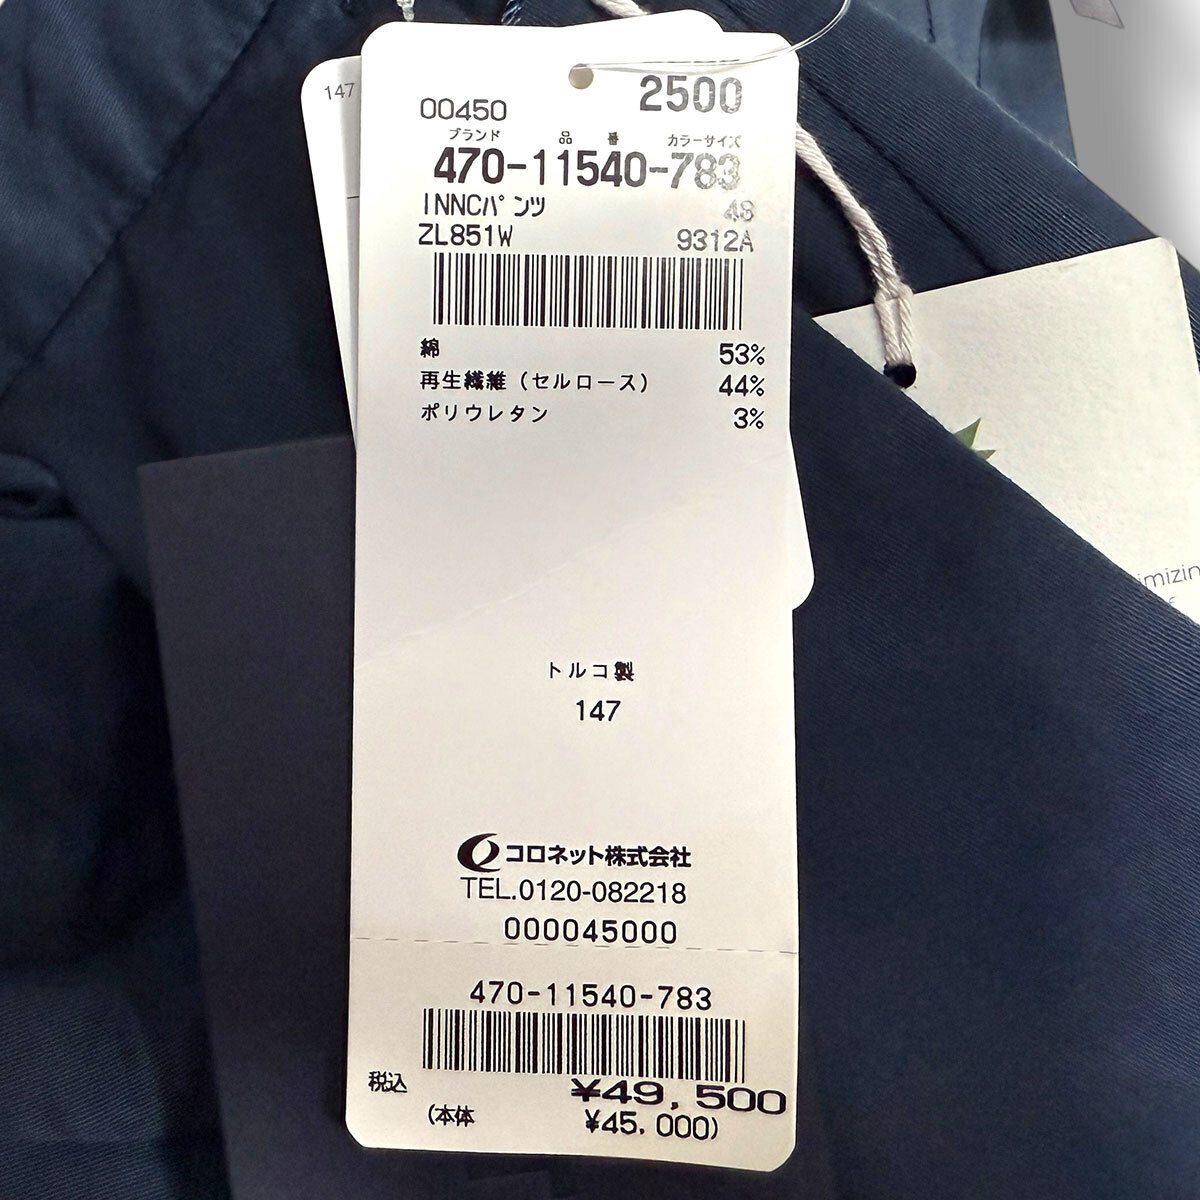 147
2500
00450
ブランド 品 番 カラーサイズ
470-11540-783
INNCパンツ 48
ZL851W 9312A
綿 53%
再生繊維（セルロース） 44%
ポリウレタン 3%
imizin
トルコ製
147
コロネット株式会社
TEL.0120-082218
000045000
470-11540-783
税込 ¥49,500
(本体 ¥45,000)